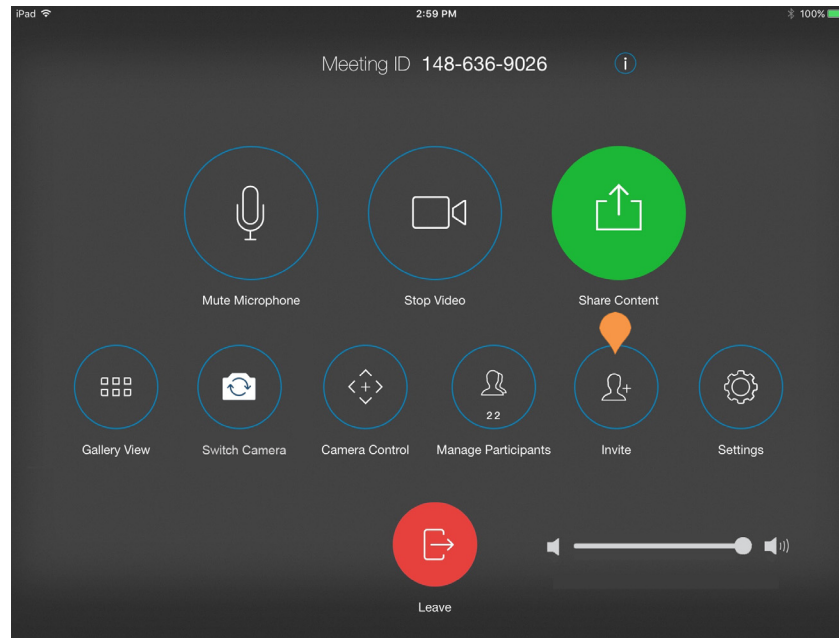 iPad 2:59 PM 100%
Meeting ID 148-636-9026 i
Mute Microphone Stop Video Share Content
22
Gallery View Switch Camera Camera Control Manage Participants Invite Settings
Leave